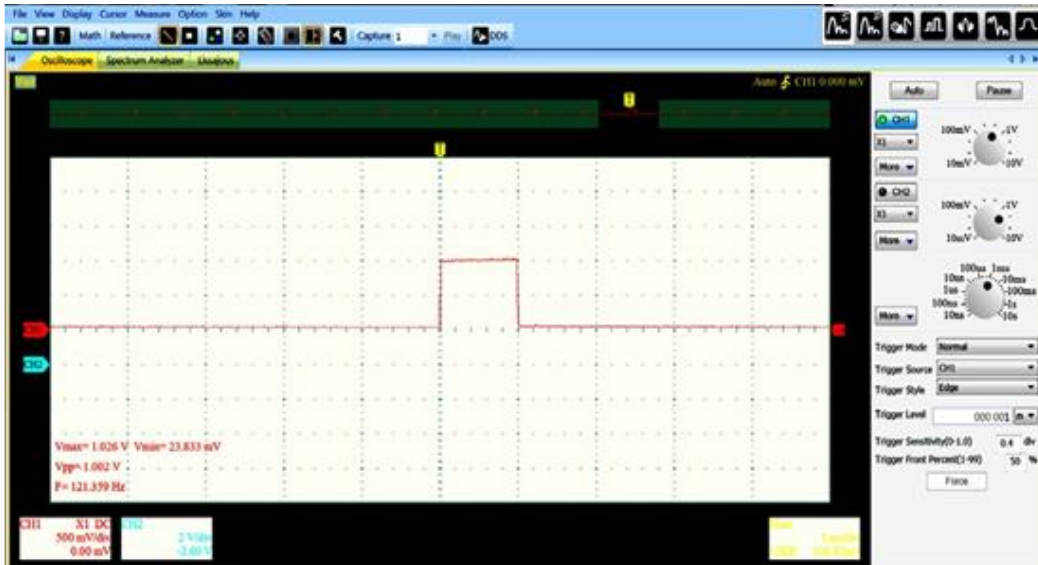 File View Display Cursor Measure Option Skin Help
Math Reference Capture 1 Play DDS
Oscilloscope Spectrum Analyzer Lissajous
Auto CH1 0.000 mV
Auto Pause
CH1
X1
More
100mV 1V
10mV 10V
CH2
X1
More
100mV 1V
10mV 10V
100us 1ms
10us 10ms
1us 100ms
100ns 1s
10ns 10s
More
CH1
CH2
Trigger Mode Normal
Trigger Source CH1
Trigger Style Edge
Trigger Level 000 001 m
Trigger Sensitivity(0-1.0) 0.4 div
Trigger Front Percent(1-99) 50 %
Force
Vmax= 1.026 V Vmin= 23.833 mV
Vpp= 1.002 V
F= 121.359 Hz
CH1 X1 DC
500 mV/div
0.00 mV
CH2
2 V/div
-2.00 V